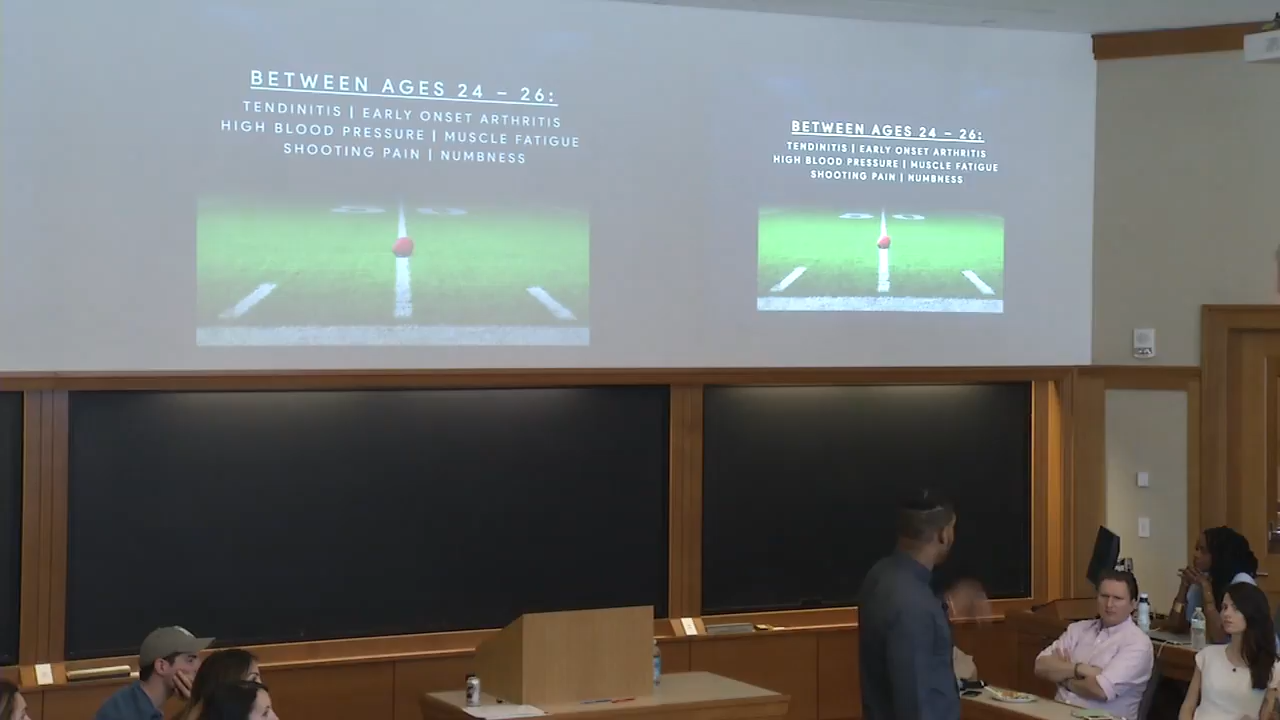 BETWEEN AGES 24 – 26:
TENDINITIS | EARLY ONSET ARTHRITIS
HIGH BLOOD PRESSURE | MUSCLE FATIGUE
SHOOTING PAIN | NUMBNESS
BETWEEN AGES 24 – 26:
TENDINITIS | EARLY ONSET ARTHRITIS
HIGH BLOOD PRESSURE | MUSCLE FATIGUE
SHOOTING PAIN | NUMBNESS